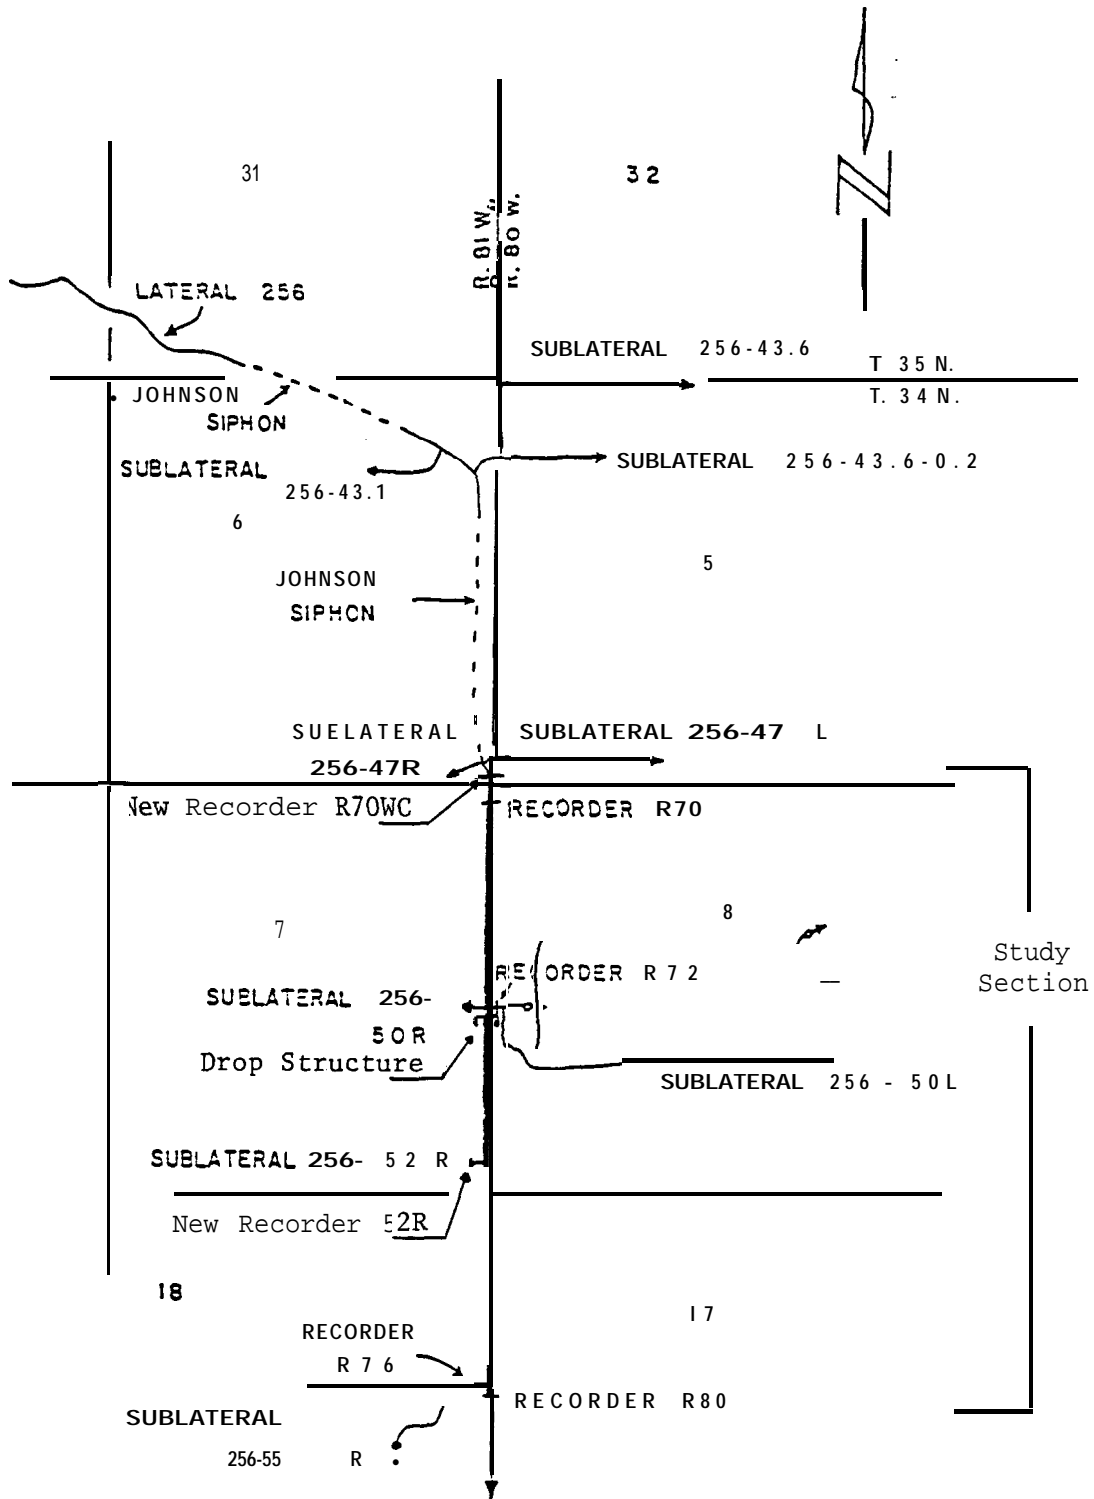 31
32
R. 81 W.
R. 80 W.
N
LATERAL 256
SUBLATERAL 256-43.6
T 35 N.
T. 34 N.
JOHNSON
SIPHON
SUBLATERAL
256-43.1
SUBLATERAL 256-43.6-0.2
6
5
JOHNSON
SIPHON
SUELATERAL
256-47R
SUBLATERAL 256-47 L
New Recorder R70WC
RECORDER R70
7
8
Study
Section
RECORDER R72
SUBLATERAL 256-
50R
Drop Structure
SUBLATERAL 256 - 50L
SUBLATERAL 256- 52 R
New Recorder 52R
18
17
RECORDER
R76
RECORDER R80
SUBLATERAL
256-55 R